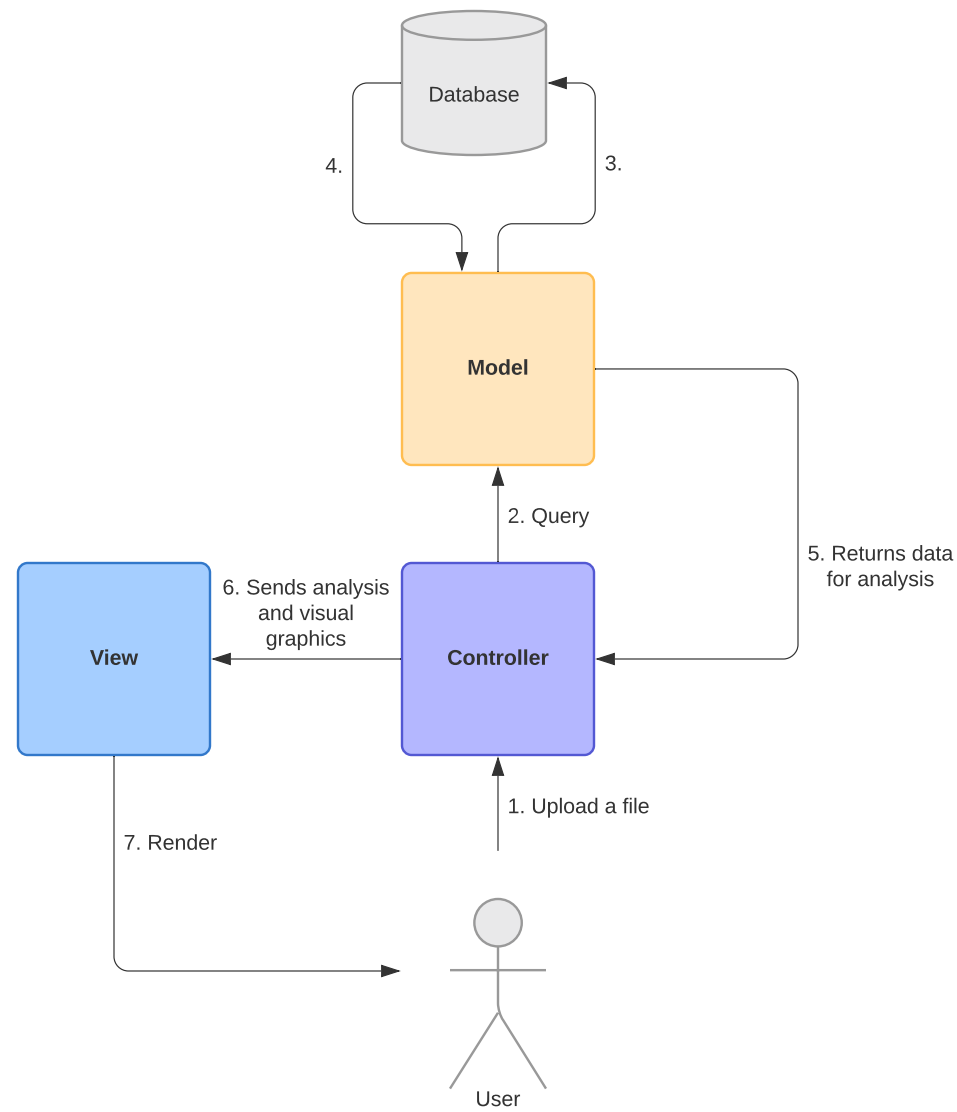 Database
4.
3.
Model
2. Query
5. Returns data
for analysis
6. Sends analysis
and visual
graphics
View
Controller
1. Upload a file
7. Render
User